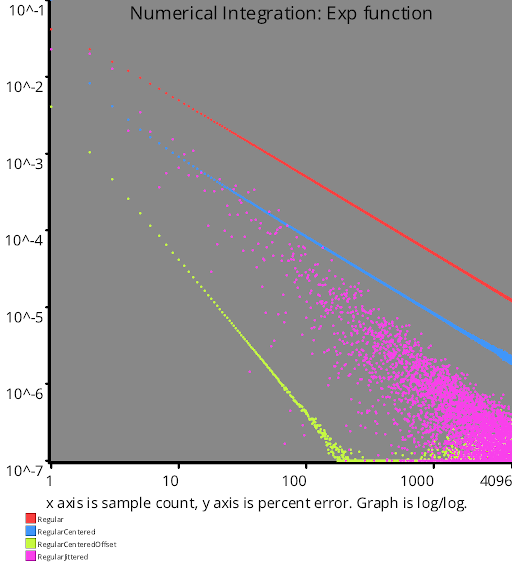 Numerical Integration: Exp function
10^-1
10^-2
10^-3
10^-4
10^-5
10^-6
10^-7
1 10 100 1000 4096
x axis is sample count, y axis is percent error. Graph is log/log.
Regular
RegularCentered
RegularCenteredOffset
RegularJittered